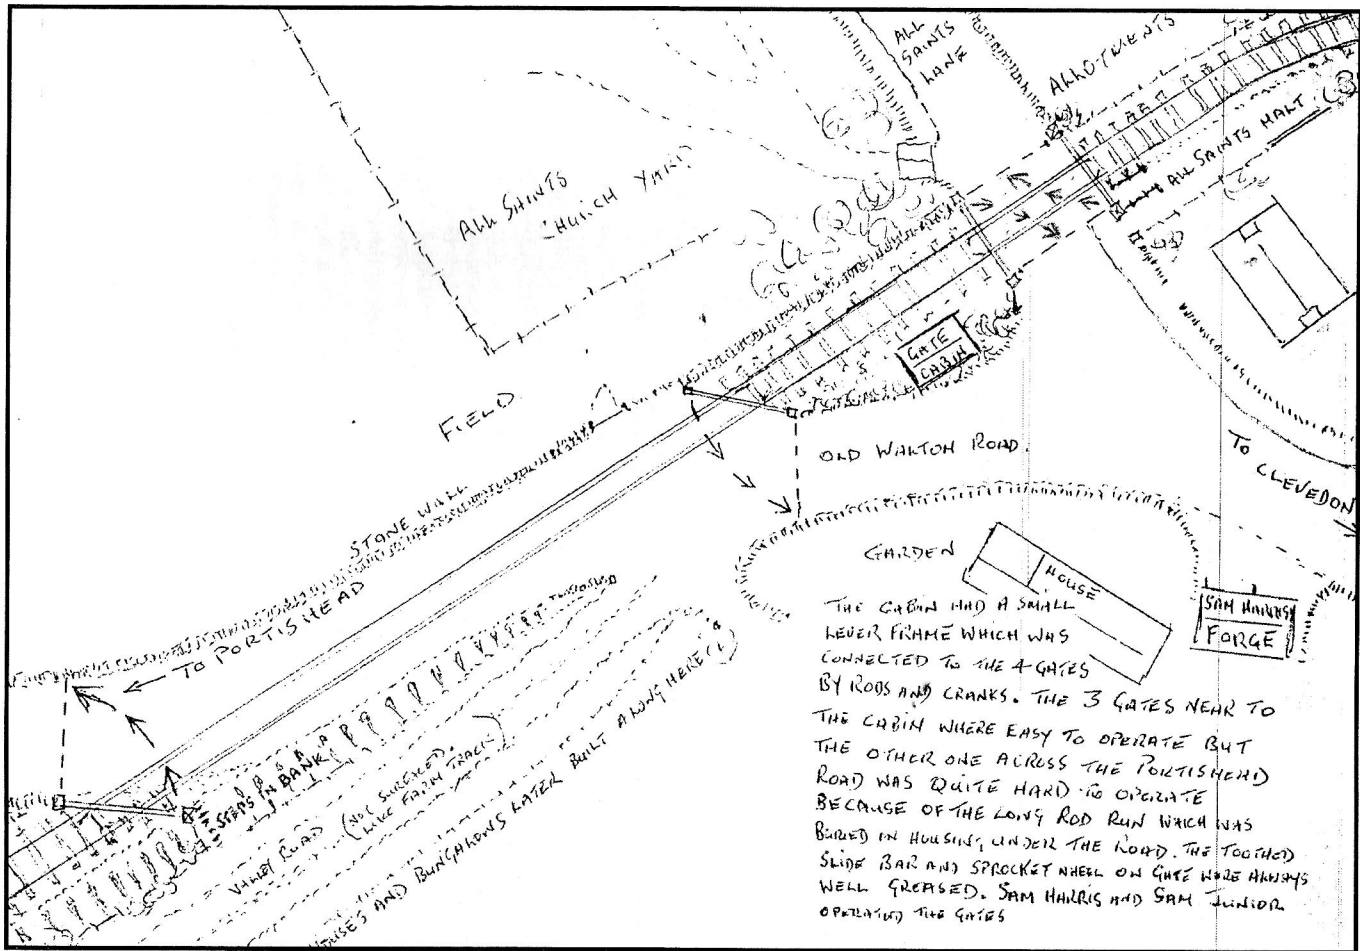 ALL
SAINTS
LANE
ALLOTMENTS
ALL SAINTS HALT
ALL SAINTS
CHURCH YARD
GATE
CABIN
FIELD
OLD WALTON ROAD.
TO CLEVEDON
STONE WALL
TO PORTISHEAD
GARDEN
HOUSE
SAM HARRIS
FORGE
STEPS IN BANK
VALLEY ROAD (NOT SURFACED.
LIKE FARM TRACK)
HOUSES AND BUNGALOWS LATER BUILT ALONG HERE
THE CABIN HAD A SMALL
LEVER FRAME WHICH WAS
CONNECTED TO THE 4 GATES
BY RODS AND CRANKS. THE 3 GATES NEAR TO
THE CABIN WHERE EASY TO OPERATE BUT
THE OTHER ONE ACROSS THE PORTISHEAD
ROAD WAS QUITE HARD TO OPERATE
BECAUSE OF THE LONG ROD RUN WHICH WAS
BURIED IN HOUSING UNDER THE ROAD. THE TOOTHED
SLIDE BAR AND SPROCKET WHEEL ON GATE WERE ALWAYS
WELL GREASED. SAM HARRIS AND SAM JUNIOR
OPERATED THE GATES